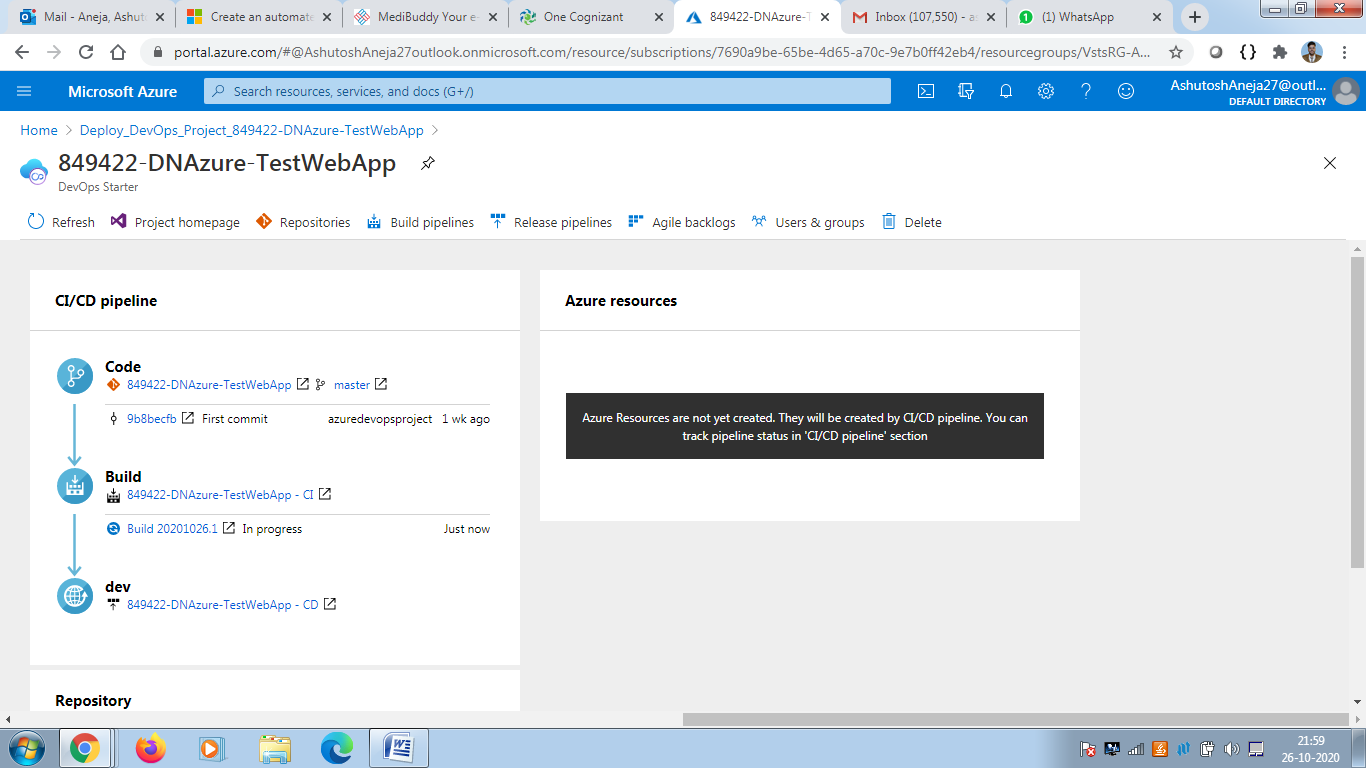 Mail - Aneja, Ashut
Create an automate
MediBuddy Your e-
One Cognizant
849422-DNAzure-T
Inbox (107,550) - a
(1) WhatsApp
portal.azure.com/#@AshutoshAneja27outlook.onmicrosoft.com/resource/subscriptions/7690a9be-65be-4d65-a70c-9e7b0ff42eb4/resourcegroups/VstsRG-A...
Microsoft Azure
Search resources, services, and docs (G+/)
AshutoshAneja27@outl...
DEFAULT DIRECTORY
Home > Deploy_DevOps_Project_849422-DNAzure-TestWebApp >
849422-DNAzure-TestWebApp
DevOps Starter
Refresh Project homepage Repositories Build pipelines Release pipelines Agile backlogs Users & groups Delete
CI/CD pipeline
Code
849422-DNAzure-TestWebApp master
9b8becfb First commit azuredevopsproject 1 wk ago
Build
849422-DNAzure-TestWebApp - CI
Build 20201026.1 In progress Just now
dev
849422-DNAzure-TestWebApp - CD
Repository
Azure resources
Azure Resources are not yet created. They will be created by CI/CD pipeline. You can
track pipeline status in 'CI/CD pipeline' section
21:59
26-10-2020